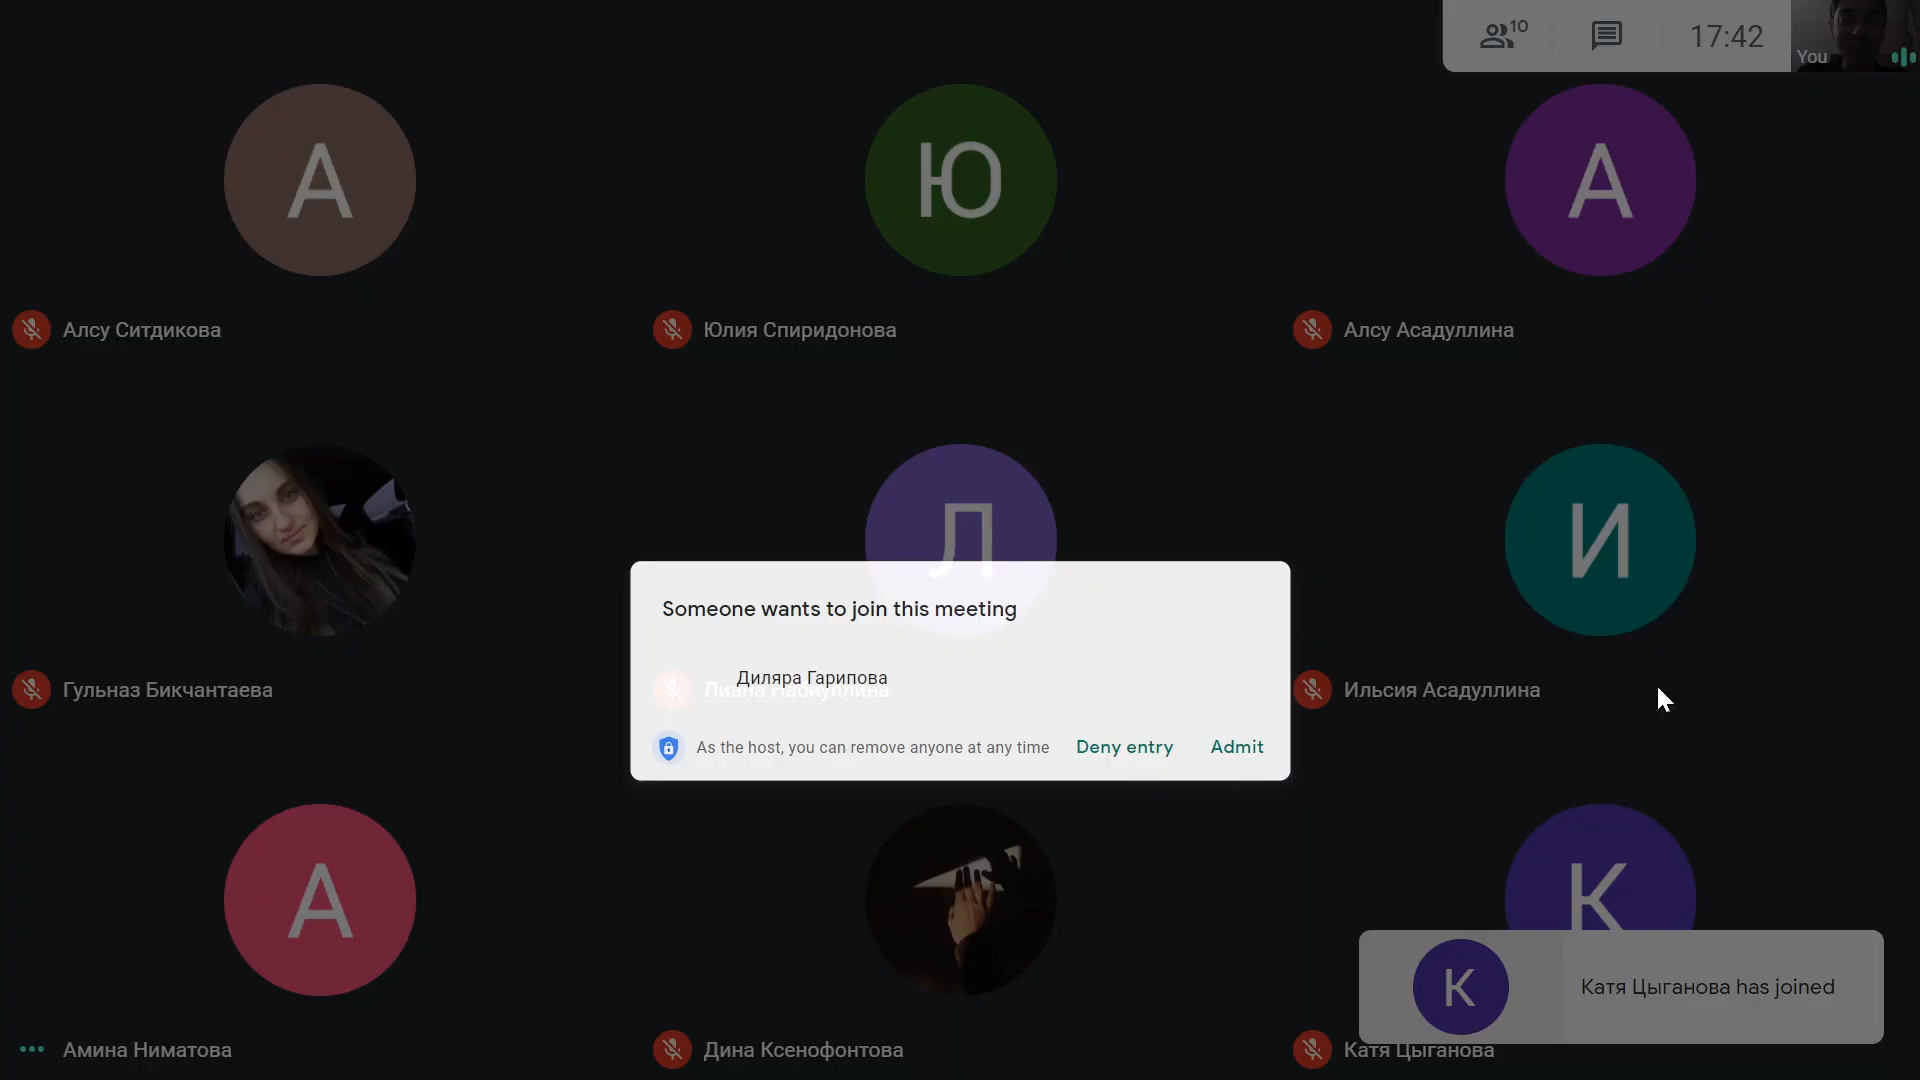 10
17:42
You
А
Ю
А
Алсу Ситдикова
Юлия Спиридонова
Алсу Асадуллина
Л
И
Someone wants to join this meeting
Диляра Гарипова
Гульназ Бикчантаева
Лиана Набиуллина
Ильсия Асадуллина
As the host, you can remove anyone at any time
Deny entry
Admit
А
К
К
Катя Цыганова has joined
Амина Ниматова
Дина Ксенофонтова
Катя Цыганова